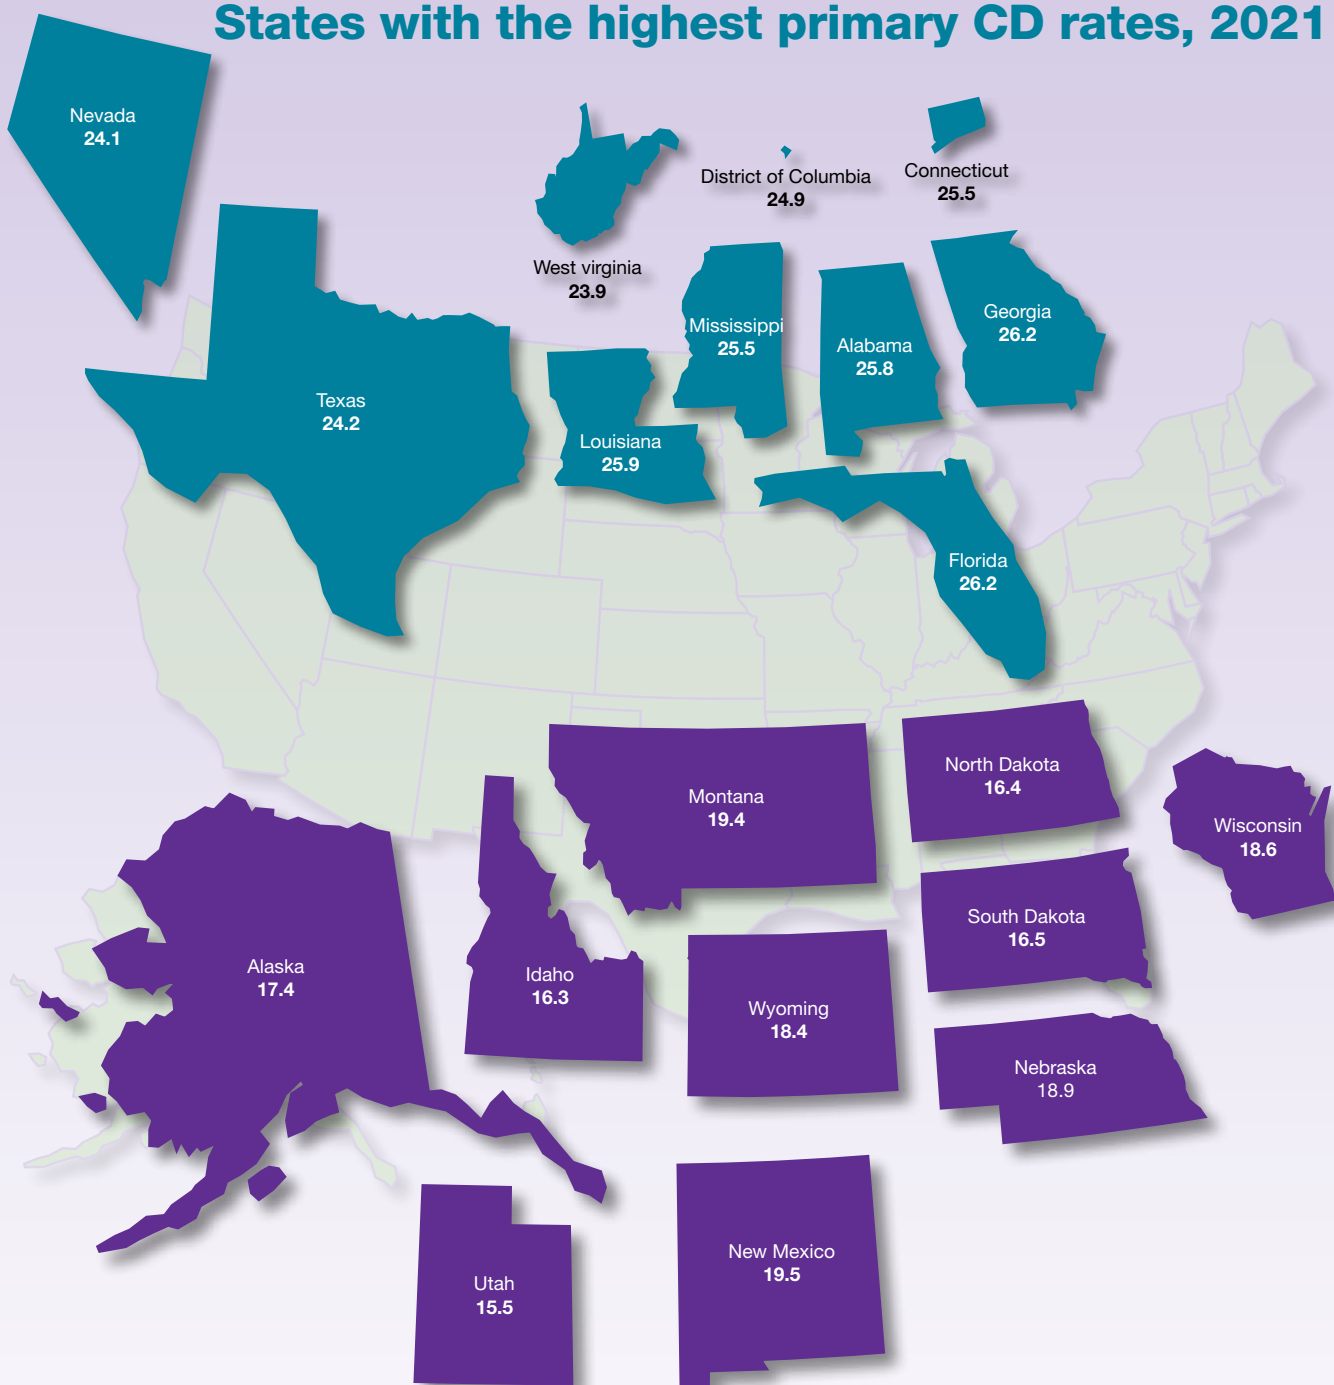 States with the highest primary CD rates, 2021
Nevada
24.1
West virginia
23.9
District of Columbia
24.9
Connecticut
25.5
Texas
24.2
Louisiana
25.9
Mississippi
25.5
Alabama
25.8
Georgia
26.2
Florida
26.2
Montana
19.4
North Dakota
16.4
Wisconsin
18.6
Alaska
17.4
Idaho
16.3
Wyoming
18.4
South Dakota
16.5
Nebraska
18.9
Utah
15.5
New Mexico
19.5